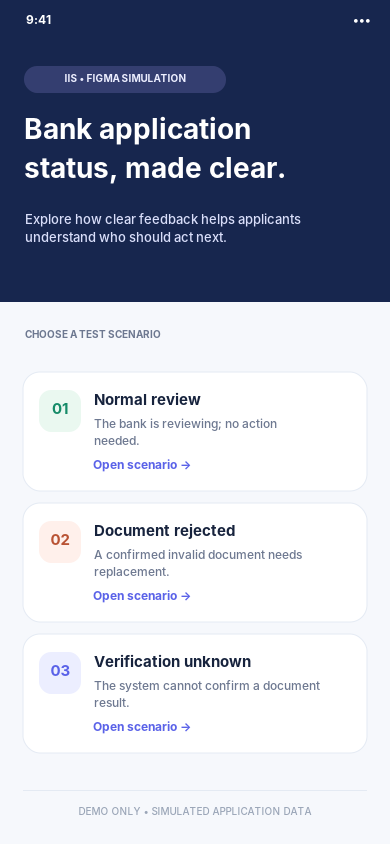 9:41
•••
IIS • FIGMA SIMULATION
Bank application
status, made clear.
Explore how clear feedback helps applicants
understand who should act next.
CHOOSE A TEST SCENARIO
01
Normal review
The bank is reviewing; no action
needed.
Open scenario →
02
Document rejected
A confirmed invalid document needs
replacement.
Open scenario →
03
Verification unknown
The system cannot confirm a document
result.
Open scenario →
DEMO ONLY • SIMULATED APPLICATION DATA